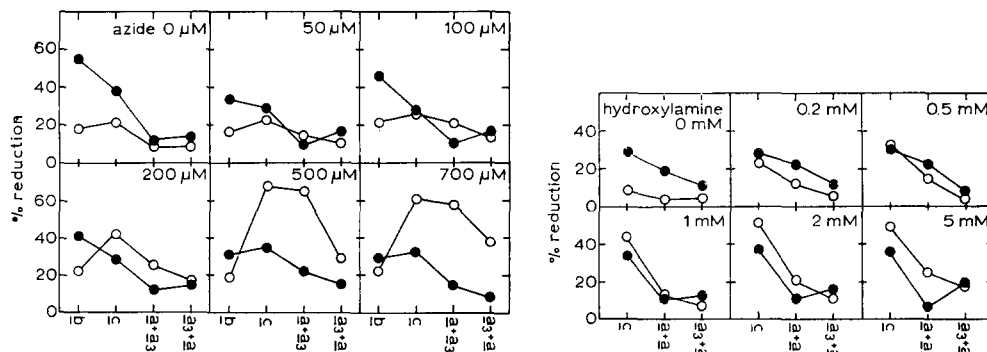 azide 0 µM
50 µM
100 µM
60
40
20
0
200 µM
500 µM
700 µM
60
40
20
0
% reduction
b c a+a3 a3+a
b c a+a3 a3+a
b c a+a3 a3+a
hydroxylamine
0 mM
0.2 mM
0.5 mM
40
20
0
1 mM
2 mM
5 mM
40
20
0
% reduction
c a+a3 a3+a
c a+a3 a3+a
c a+a3 a3+a